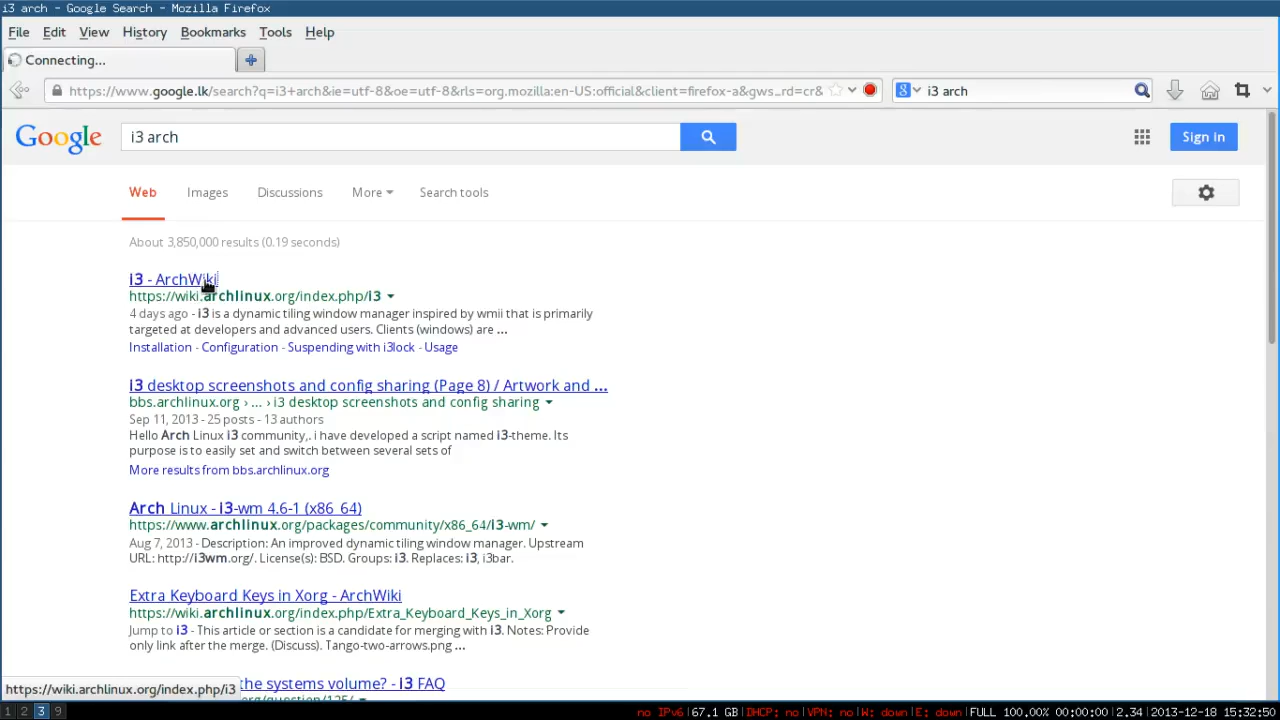 i3 arch - Google Search - Mozilla Firefox
File Edit View History Bookmarks Tools Help
Connecting...
https://www.google.lk/search?q=i3+arch&ie=utf-8&oe=utf-8&rls=org.mozilla:en-US:official&client=firefox-a&gws_rd=cr& i3 arch
Google i3 arch Sign in
Web Images Discussions More Search tools
About 3,850,000 results (0.19 seconds)
i3 - ArchWiki
https://wiki.archlinux.org/index.php/I3
4 days ago - i3 is a dynamic tiling window manager inspired by wmii that is primarily
targeted at developers and advanced users. Clients (windows) are ...
Installation - Configuration - Suspending with i3lock - Usage
i3 desktop screenshots and config sharing (Page 8) / Artwork and ...
bbs.archlinux.org › ... › i3 desktop screenshots and config sharing
Sep 11, 2013 - 25 posts - 13 authors
Hello Arch Linux i3 community,. i have developed a script named i3-theme. Its
purpose is to easily set and switch between several sets of
More results from bbs.archlinux.org
Arch Linux - i3-wm 4.6-1 (x86_64)
https://www.archlinux.org/packages/community/x86_64/i3-wm/
Aug 7, 2013 - Description: An improved dynamic tiling window manager. Upstream
URL: http://i3wm.org/. License(s): BSD. Groups: i3. Replaces: i3, i3bar.
Extra Keyboard Keys in Xorg - ArchWiki
https://wiki.archlinux.org/index.php/Extra_Keyboard_Keys_in_Xorg
Jump to i3 - This article or section is a candidate for merging with i3. Notes: Provide
only link after the merge. (Discuss). Tango-two-arrows.png ...
the systems volume? - i3 FAQ
https://wiki.archlinux.org/index.php/i3
1 2 3 9 no IPv6|67.1 GB|DHCP: no|VPN: no|W: down|E: down|FULL 100.00% 00:00:00|2.34|2013-12-18 15:32:50